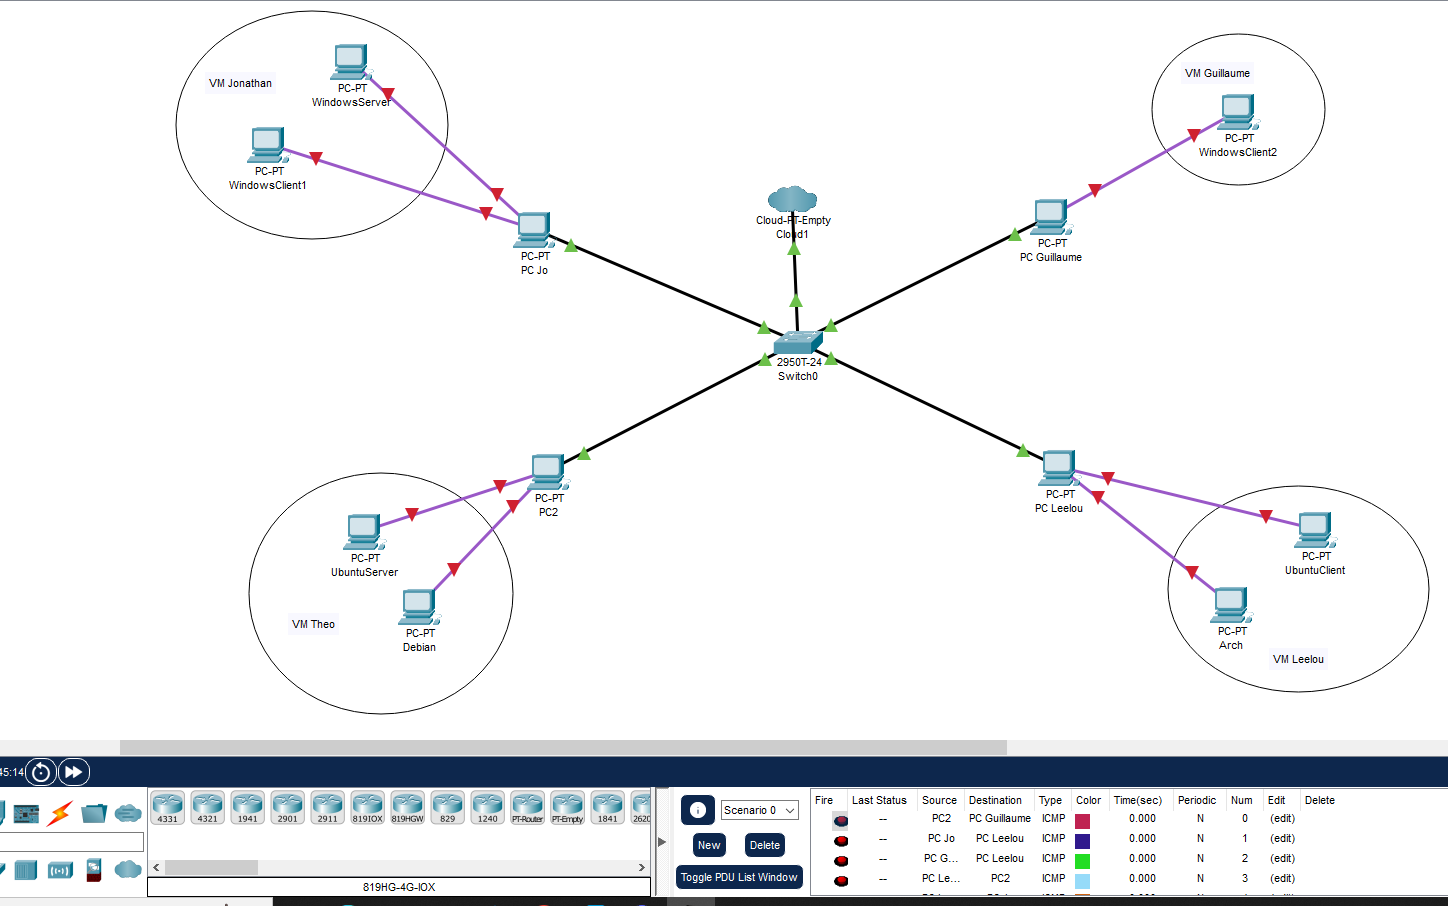 VM Jonathan
PC-PT
WindowsServer
PC-PT
WindowsClient1
PC-PT
PC Jo
VM Guillaume
PC-PT
WindowsClient2
PC-PT
PC Guillaume
Cloud-PT-Empty
Cloud1
2950T-24
Switch0
PC-PT
PC2
PC-PT
UbuntuServer
PC-PT
Debian
VM Theo
PC-PT
PC Leelou
PC-PT
UbuntuClient
PC-PT
Arch
VM Leelou
45:14
4331 4321 1941 2901 2911 819IOX 819HGW 829 1240 PT-Router PT-Empty 1841 262
819HG-4G-IOX
Scenario 0
New Delete
Toggle PDU List Window
Fire Last Status Source Destination Type Color Time(sec) Periodic Num Edit Delete
-- PC2 PC Guillaume ICMP 0.000 N 0 (edit)
-- PC Jo PC Leelou ICMP 0.000 N 1 (edit)
-- PC G... PC Leelou ICMP 0.000 N 2 (edit)
-- PC Le... PC2 ICMP 0.000 N 3 (edit)